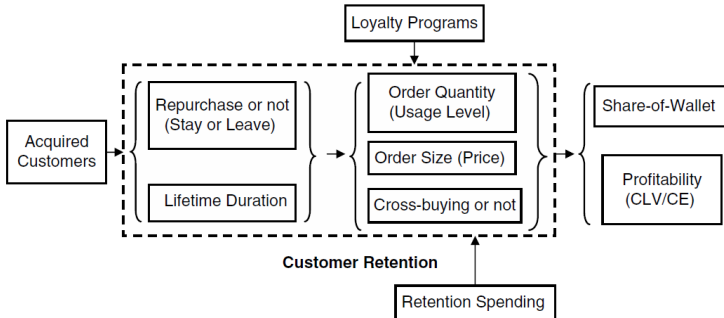 Loyalty Programs
Acquired
Customers
Repurchase or not
(Stay or Leave)
Lifetime Duration
Order Quantity
(Usage Level)
Order Size (Price)
Cross-buying or not
Share-of-Wallet
Profitability
(CLV/CE)
Customer Retention
Retention Spending